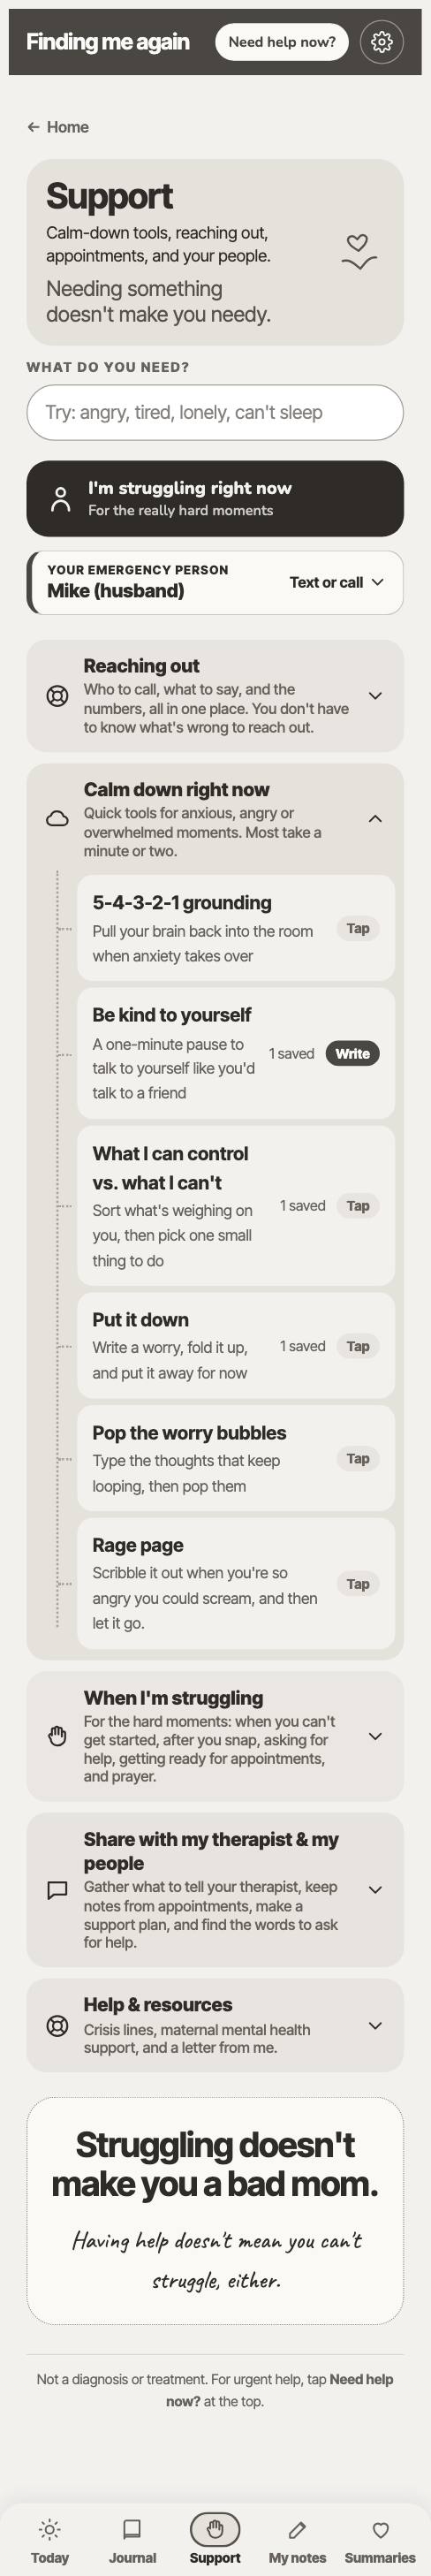 Finding me again
Need help now?
← Home
Support
Calm-down tools, reaching out,
appointments, and your people.
Needing something
doesn't make you needy.
WHAT DO YOU NEED?
Try: angry, tired, lonely, can't sleep
I'm struggling right now
For the really hard moments
YOUR EMERGENCY PERSON
Mike (husband)
Text or call
Reaching out
Who to call, what to say, and the
numbers, all in one place. You don't have
to know what's wrong to reach out.
Calm down right now
Quick tools for anxious, angry or
overwhelmed moments. Most take a
minute or two.
5-4-3-2-1 grounding
Pull your brain back into the room
when anxiety takes over
Tap
Be kind to yourself
A one-minute pause to
talk to yourself like you'd
talk to a friend
1 saved
Write
What I can control
vs. what I can't
Sort what's weighing on
you, then pick one small
thing to do
1 saved
Tap
Put it down
Write a worry, fold it up,
and put it away for now
1 saved
Tap
Pop the worry bubbles
Type the thoughts that keep
looping, then pop them
Tap
Rage page
Scribble it out when you're so
angry you could scream, and then
let it go.
Tap
When I'm struggling
For the hard moments: when you can't
get started, after you snap, asking for
help, getting ready for appointments,
and prayer.
Share with my therapist & my
people
Gather what to tell your therapist, keep
notes from appointments, make a
support plan, and find the words to ask
for help.
Help & resources
Crisis lines, maternal mental health
support, and a letter from me.
Struggling doesn't
make you a bad mom.
Having help doesn't mean you can't
struggle, either.
Not a diagnosis or treatment. For urgent help, tap Need help
now? at the top.
Today
Journal
Support
My notes
Summaries